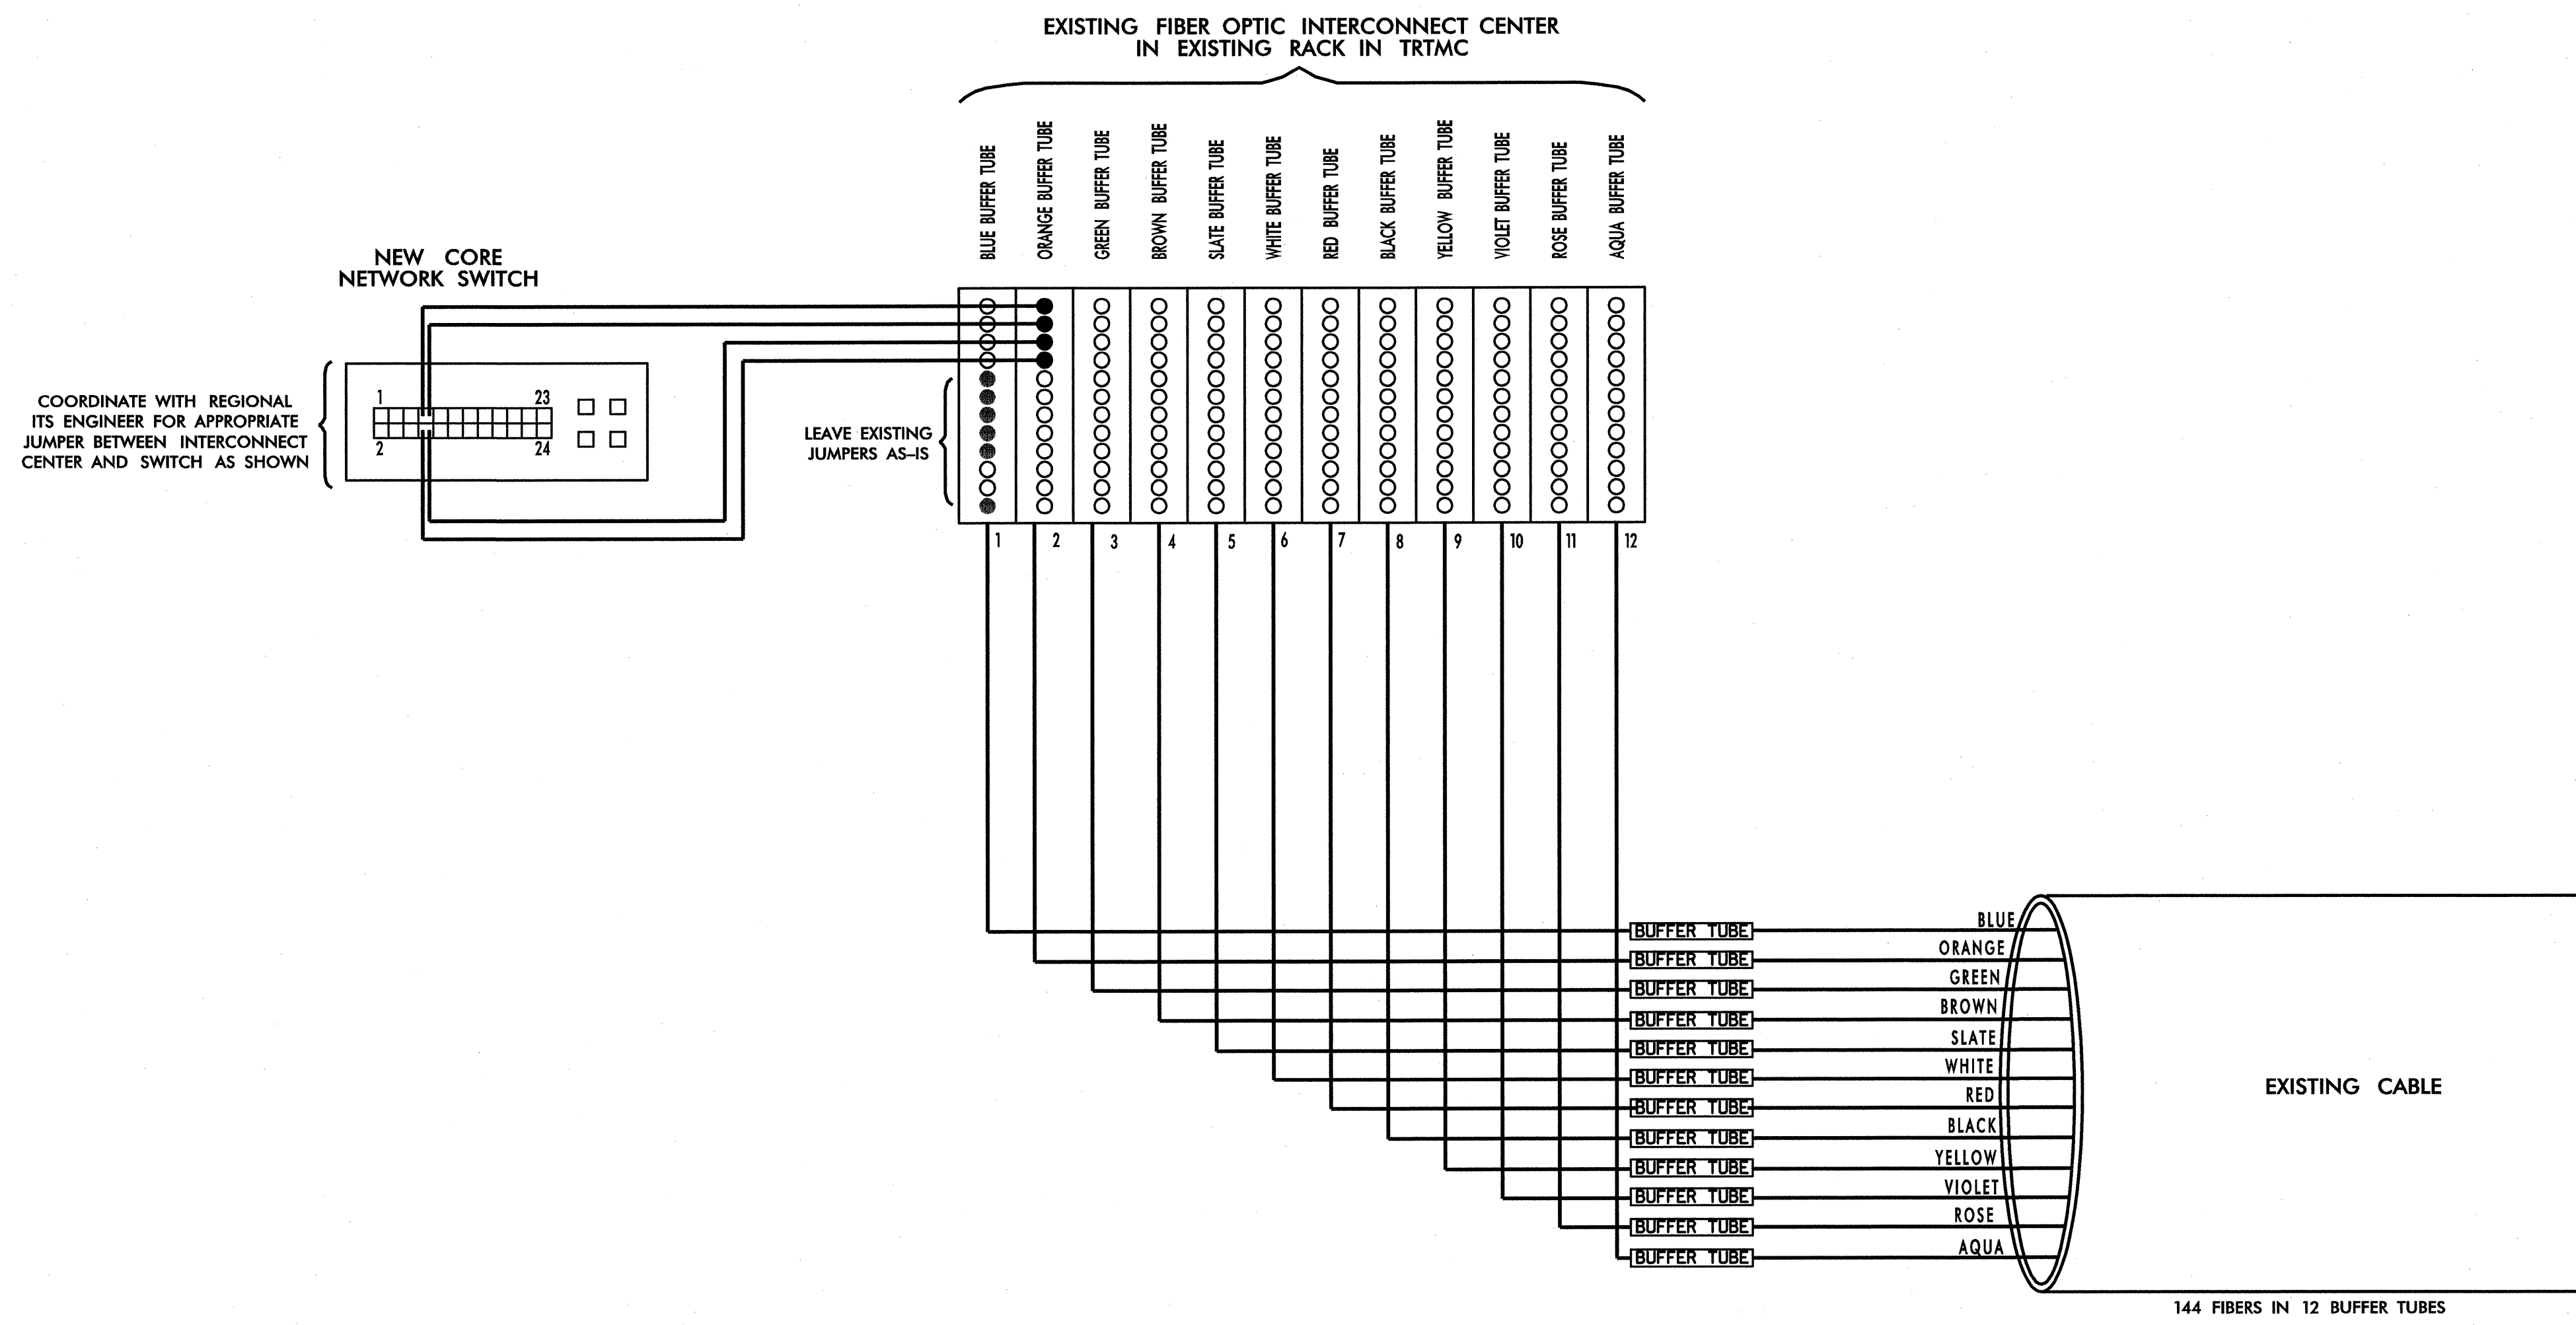 EXISTING FIBER OPTIC INTERCONNECT CENTER
IN EXISTING RACK IN TRTMC
BLUE BUFFER TUBE
ORANGE BUFFER TUBE
GREEN BUFFER TUBE
BROWN BUFFER TUBE
SLATE BUFFER TUBE
WHITE BUFFER TUBE
RED BUFFER TUBE
BLACK BUFFER TUBE
YELLOW BUFFER TUBE
VIOLET BUFFER TUBE
ROSE BUFFER TUBE
AQUA BUFFER TUBE
NEW CORE
NETWORK SWITCH
COORDINATE WITH REGIONAL
ITS ENGINEER FOR APPROPRIATE
JUMPER BETWEEN INTERCONNECT
CENTER AND SWITCH AS SHOWN
1 23
2 24
LEAVE EXISTING
JUMPERS AS–IS
1 2 3 4 5 6 7 8 9 10 11 12
BUFFER TUBE BLUE
BUFFER TUBE ORANGE
BUFFER TUBE GREEN
BUFFER TUBE BROWN
BUFFER TUBE SLATE
BUFFER TUBE WHITE
BUFFER TUBE RED
BUFFER TUBE BLACK
BUFFER TUBE YELLOW
BUFFER TUBE VIOLET
BUFFER TUBE ROSE
BUFFER TUBE AQUA
EXISTING CABLE
144 FIBERS IN 12 BUFFER TUBES